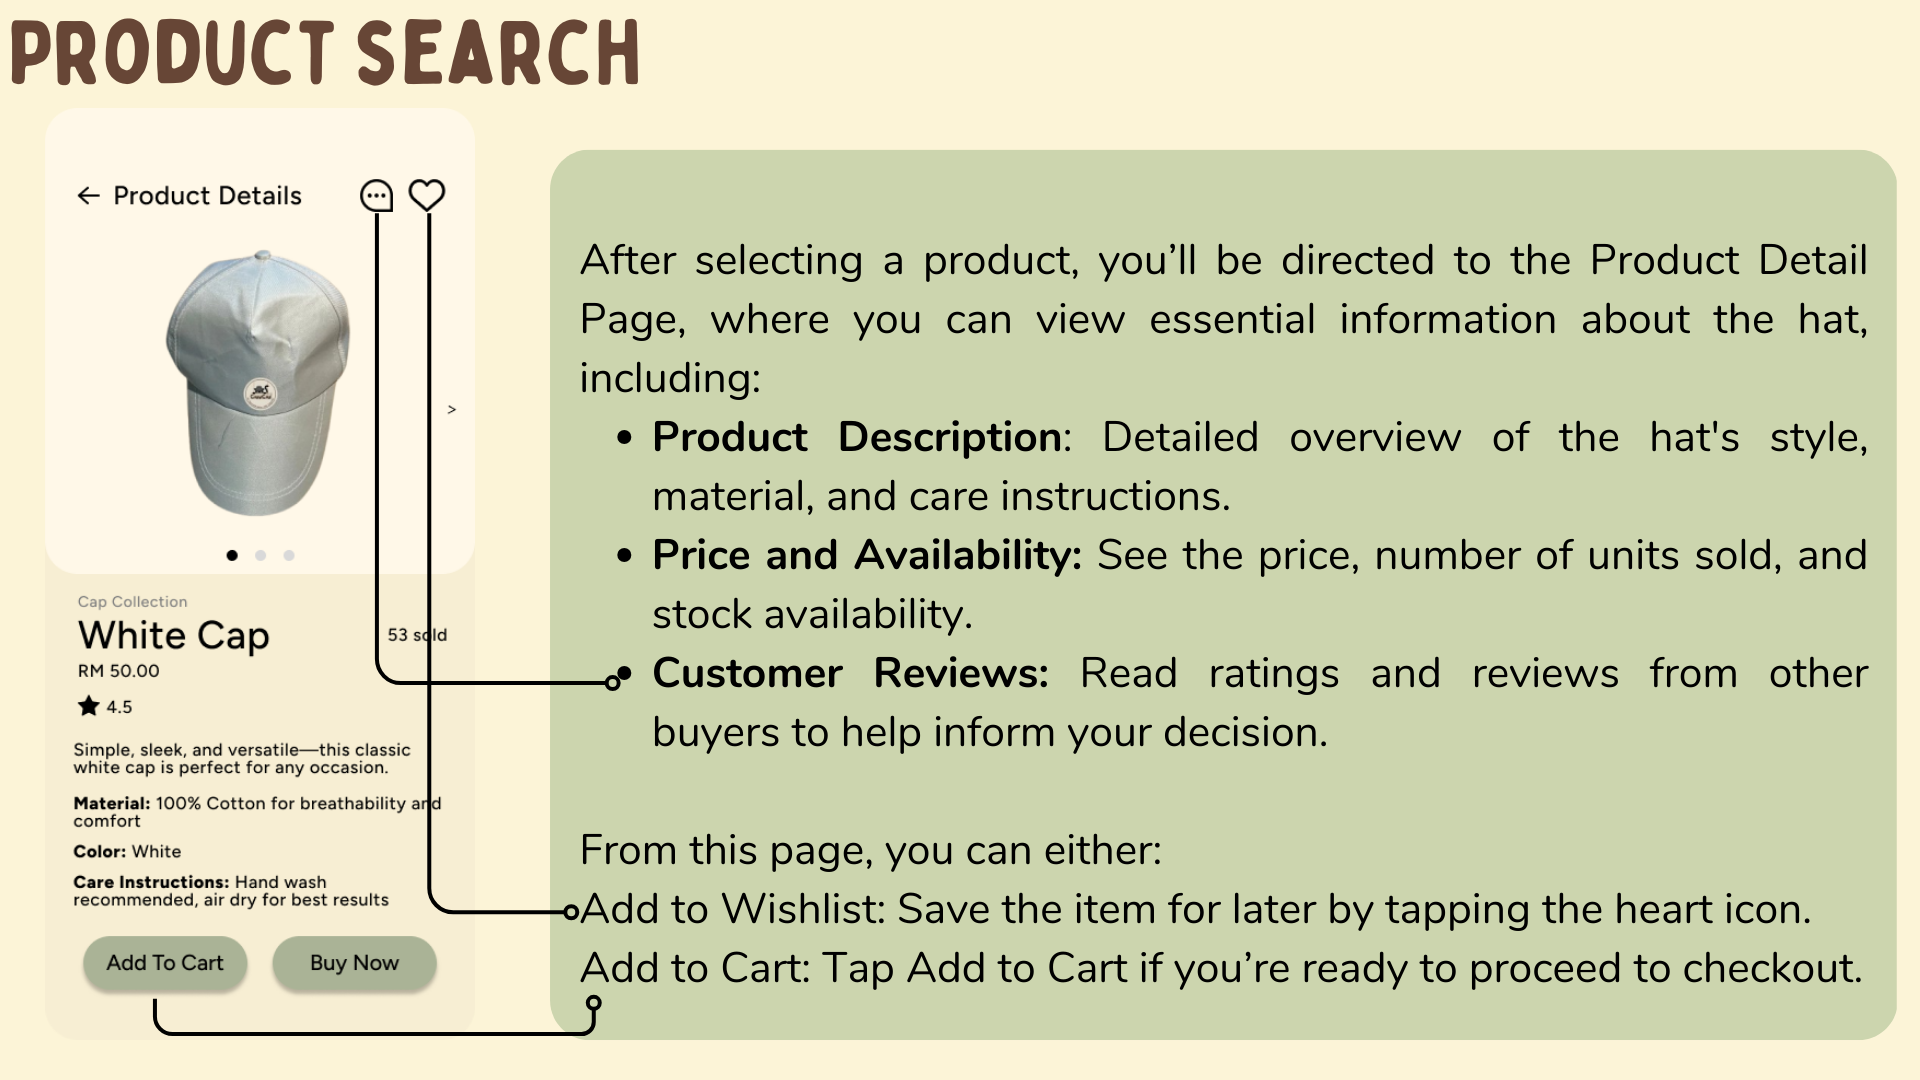 PRODUCT SEARCH
← Product Details
>
Cap Collection
White Cap
53 sold
RM 50.00
★ 4.5
Simple, sleek, and versatile—this classic
white cap is perfect for any occasion.
Material: 100% Cotton for breathability and
comfort
Color: White
Care Instructions: Hand wash
recommended, air dry for best results
Add To Cart
Buy Now
After selecting a product, you’ll be directed to the Product Detail
Page, where you can view essential information about the hat,
including:
• Product Description: Detailed overview of the hat's style,
material, and care instructions.
• Price and Availability: See the price, number of units sold, and
stock availability.
• Customer Reviews: Read ratings and reviews from other
buyers to help inform your decision.
From this page, you can either:
Add to Wishlist: Save the item for later by tapping the heart icon.
Add to Cart: Tap Add to Cart if you’re ready to proceed to checkout.